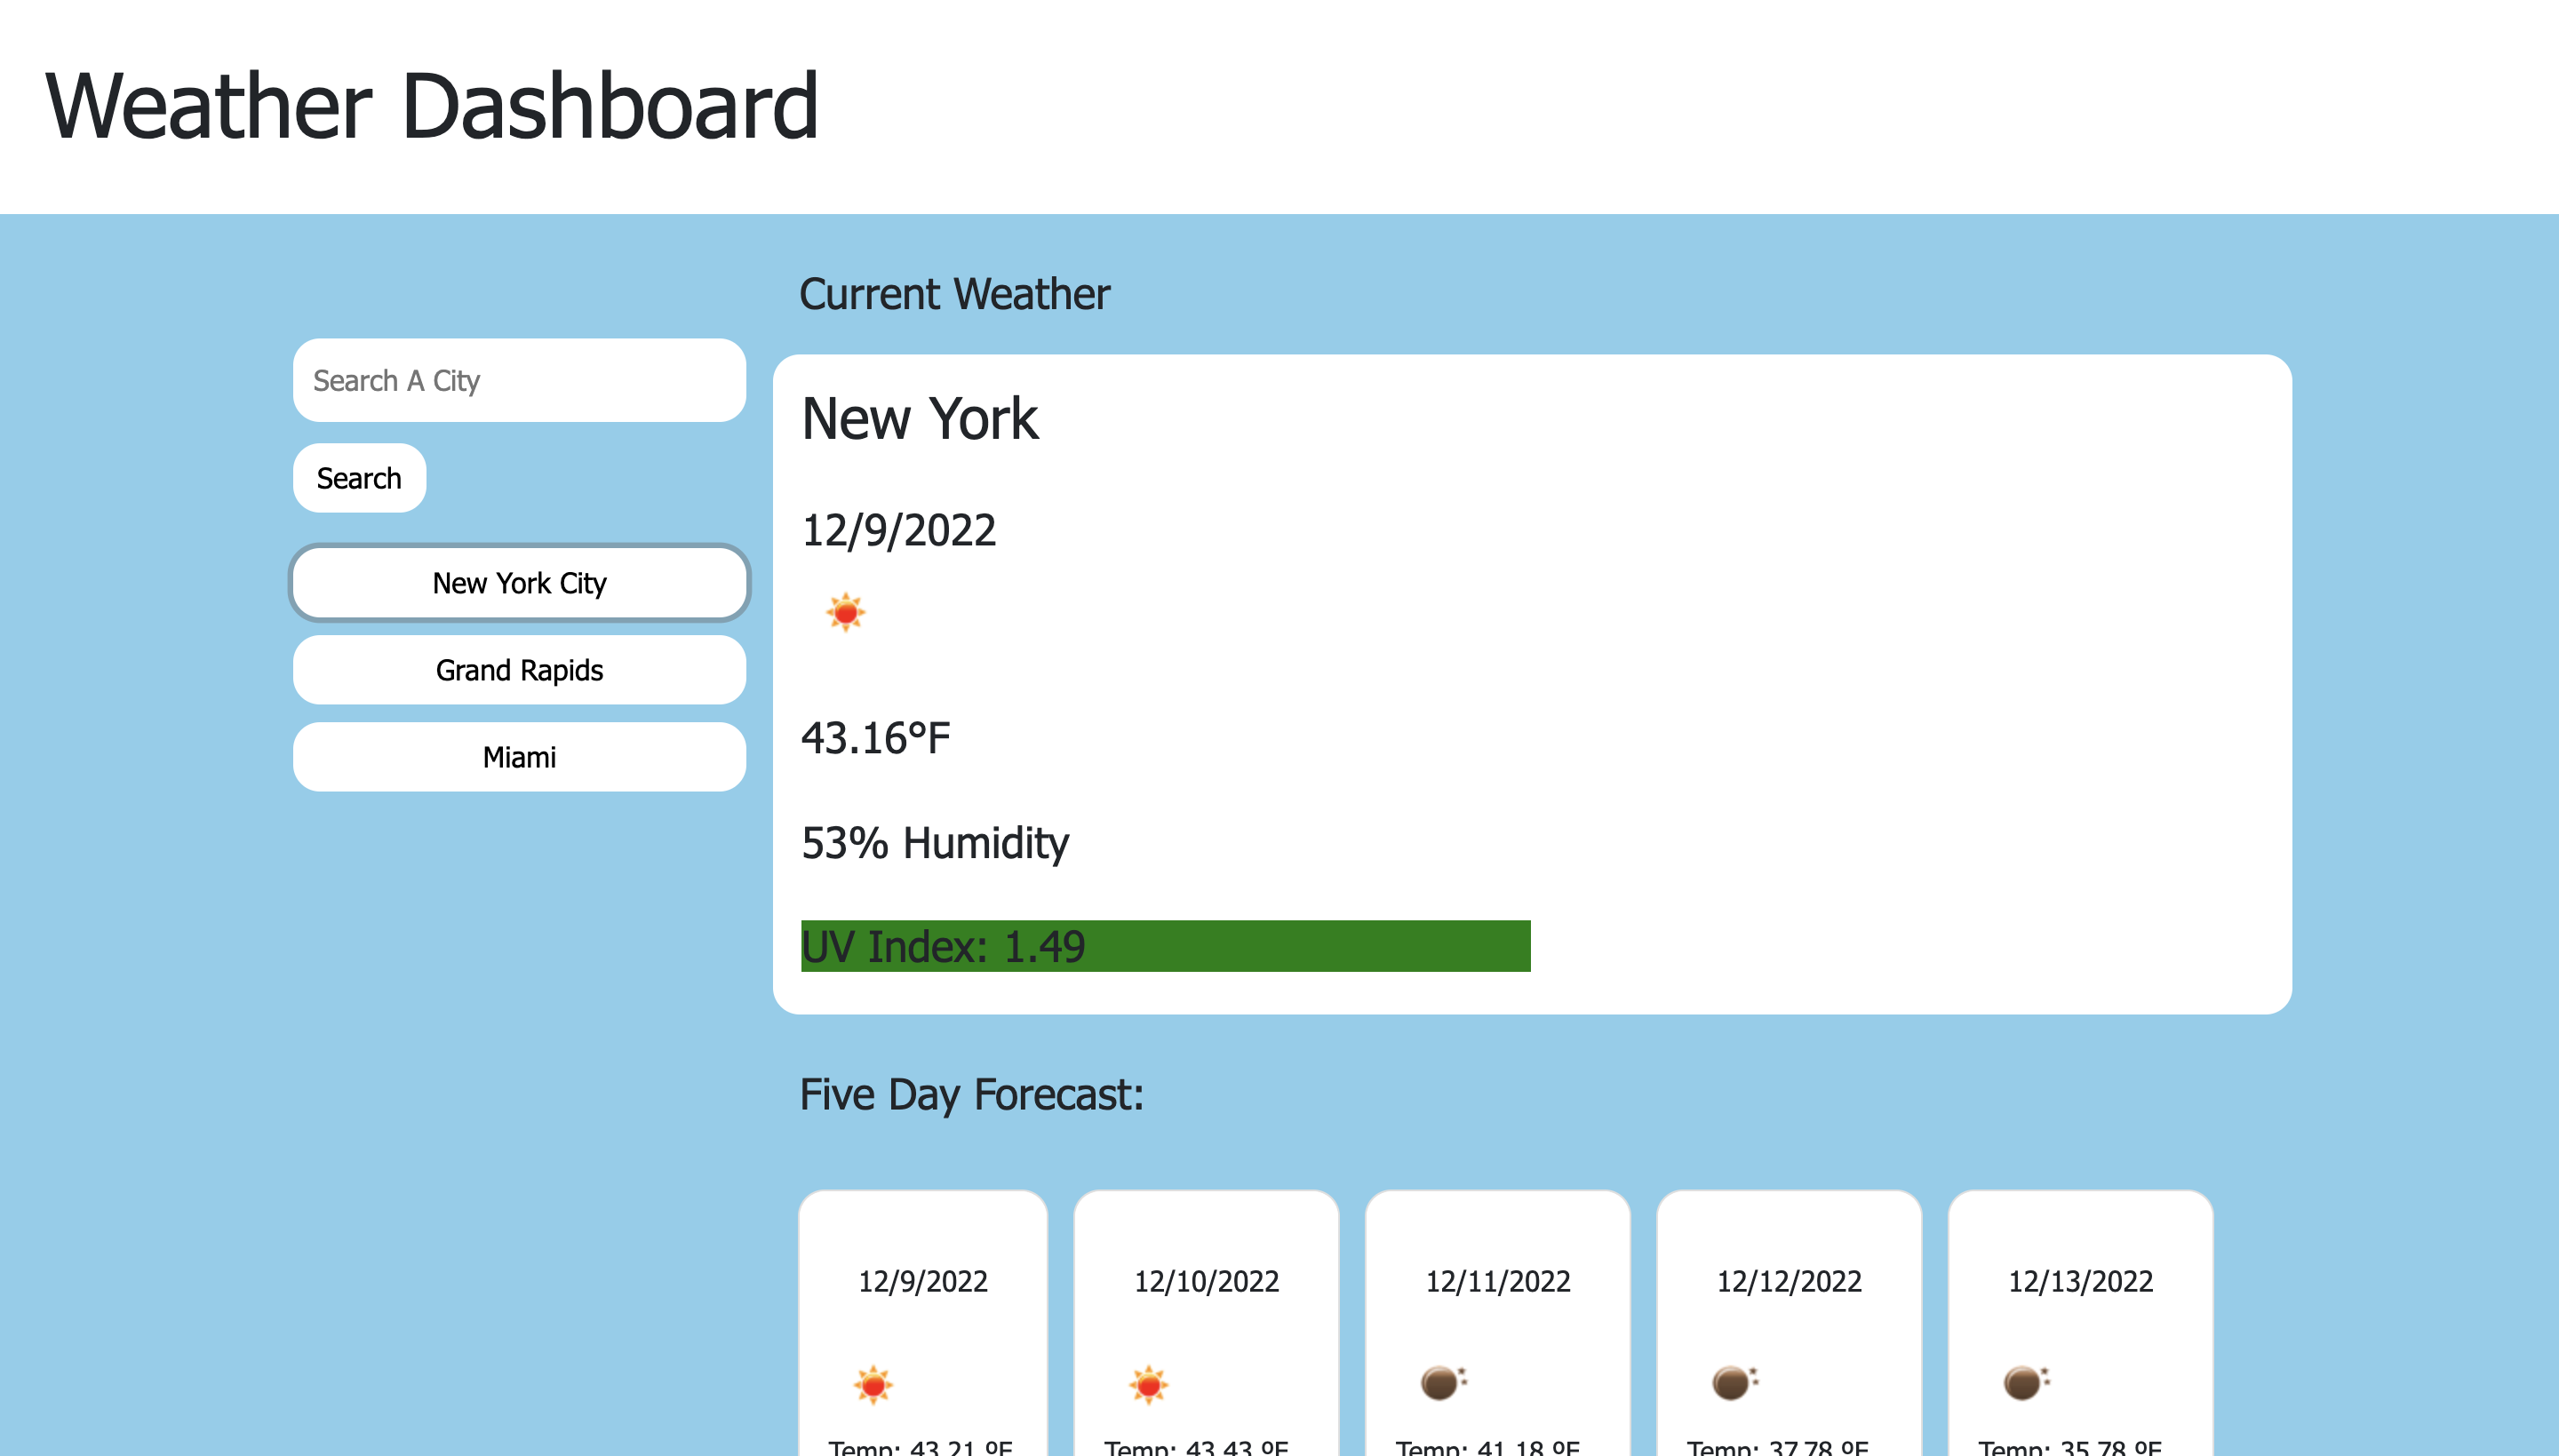 Weather Dashboard
Current Weather
Search A City
Search
New York City
Grand Rapids
Miami
New York
12/9/2022
43.16°F
53% Humidity
UV Index: 1.49
Five Day Forecast:
12/9/2022
Temp: 43.21 ºF
12/10/2022
Temp: 43.43 ºF
12/11/2022
Temp: 41.18 ºF
12/12/2022
Temp: 37.78 ºF
12/13/2022
Temp: 35.78 ºF